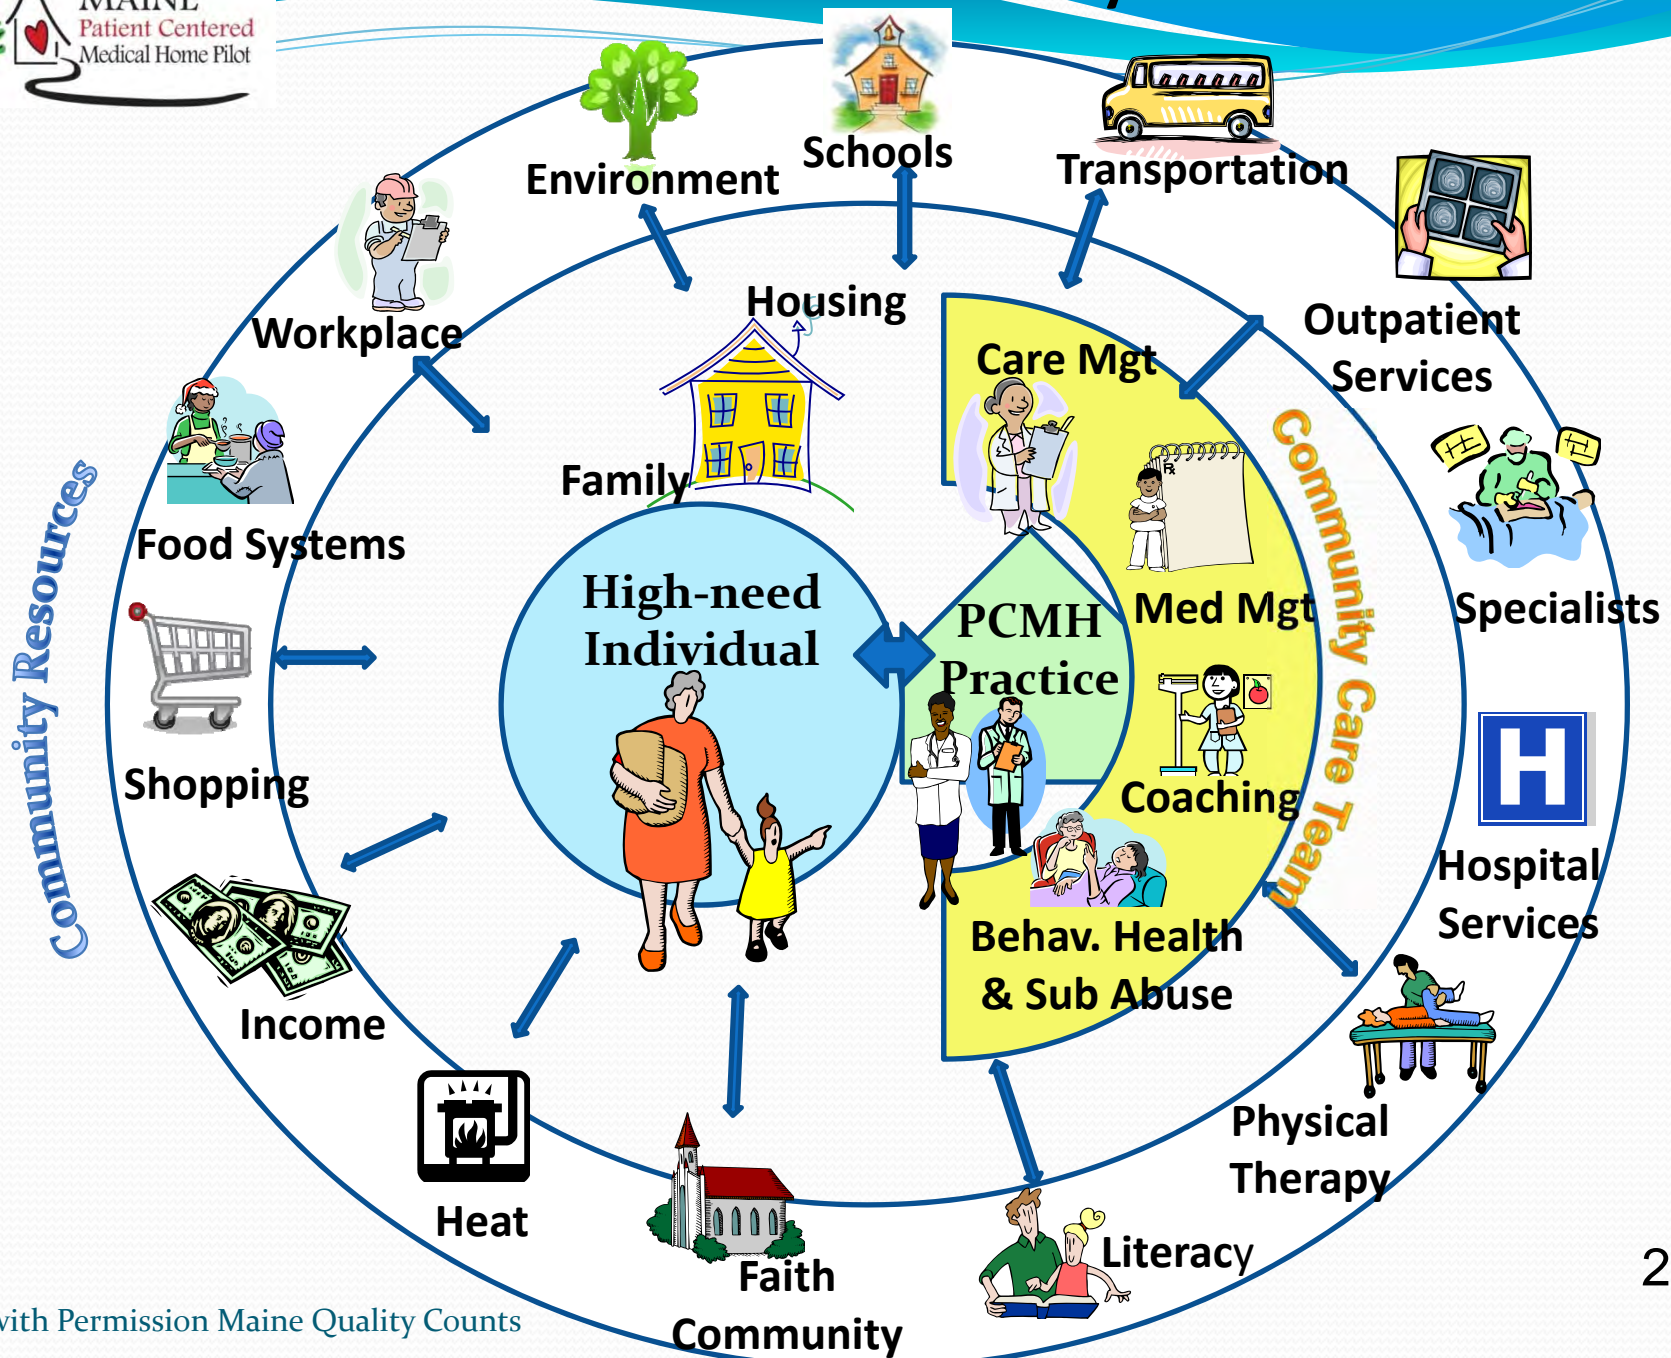 MAINE
Patient Centered
Medical Home Pilot
Environment
Schools
Transportation
Workplace
Housing
Outpatient
Services
Care Mgt
Family
Food Systems
Community Resources
High-need
Individual
PCMH
Practice
Med Mgt
Community Care Team
Specialists
Rx
Shopping
Coaching
H
Hospital
Services
Behav. Health
& Sub Abuse
Income
Physical
Therapy
Heat
Literacy
Faith
Community
with Permission Maine Quality Counts
2